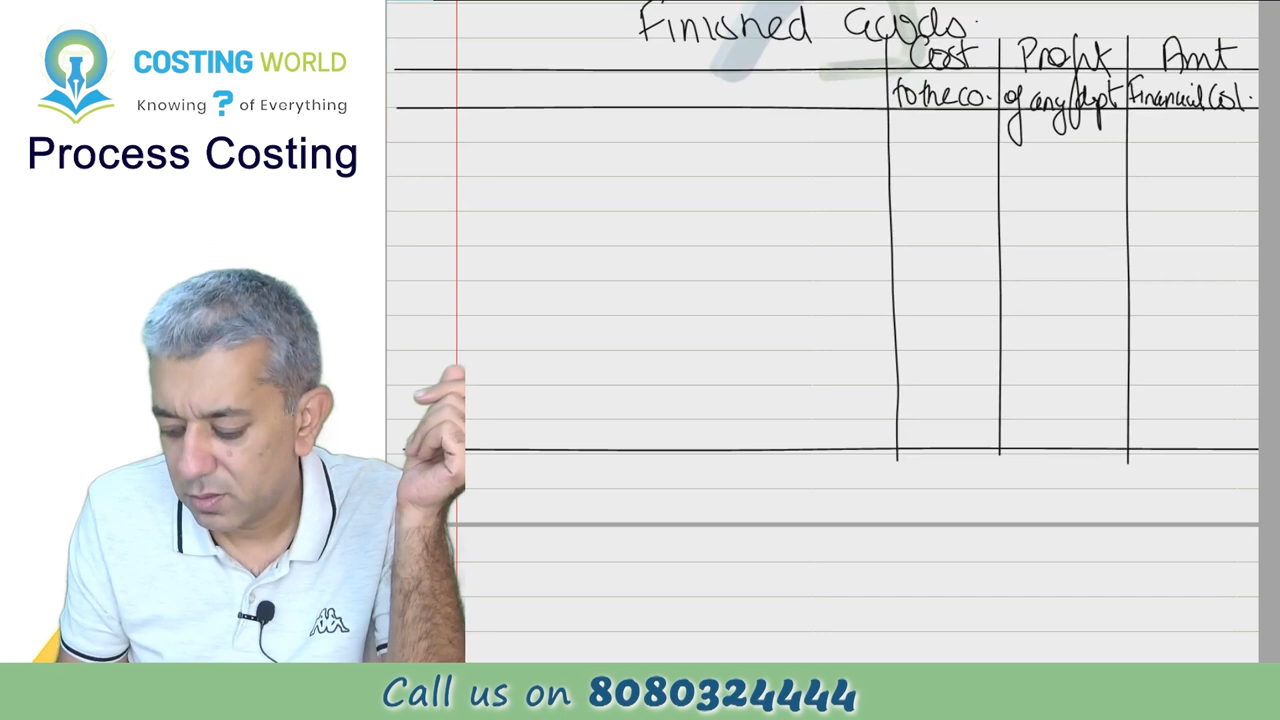 COSTING WORLD
Knowing ? of Everything
Process Costing
Finished Goods.
Cost Profit Amt
to the co. of any dept Financial Cost.
Call us on 8080324444